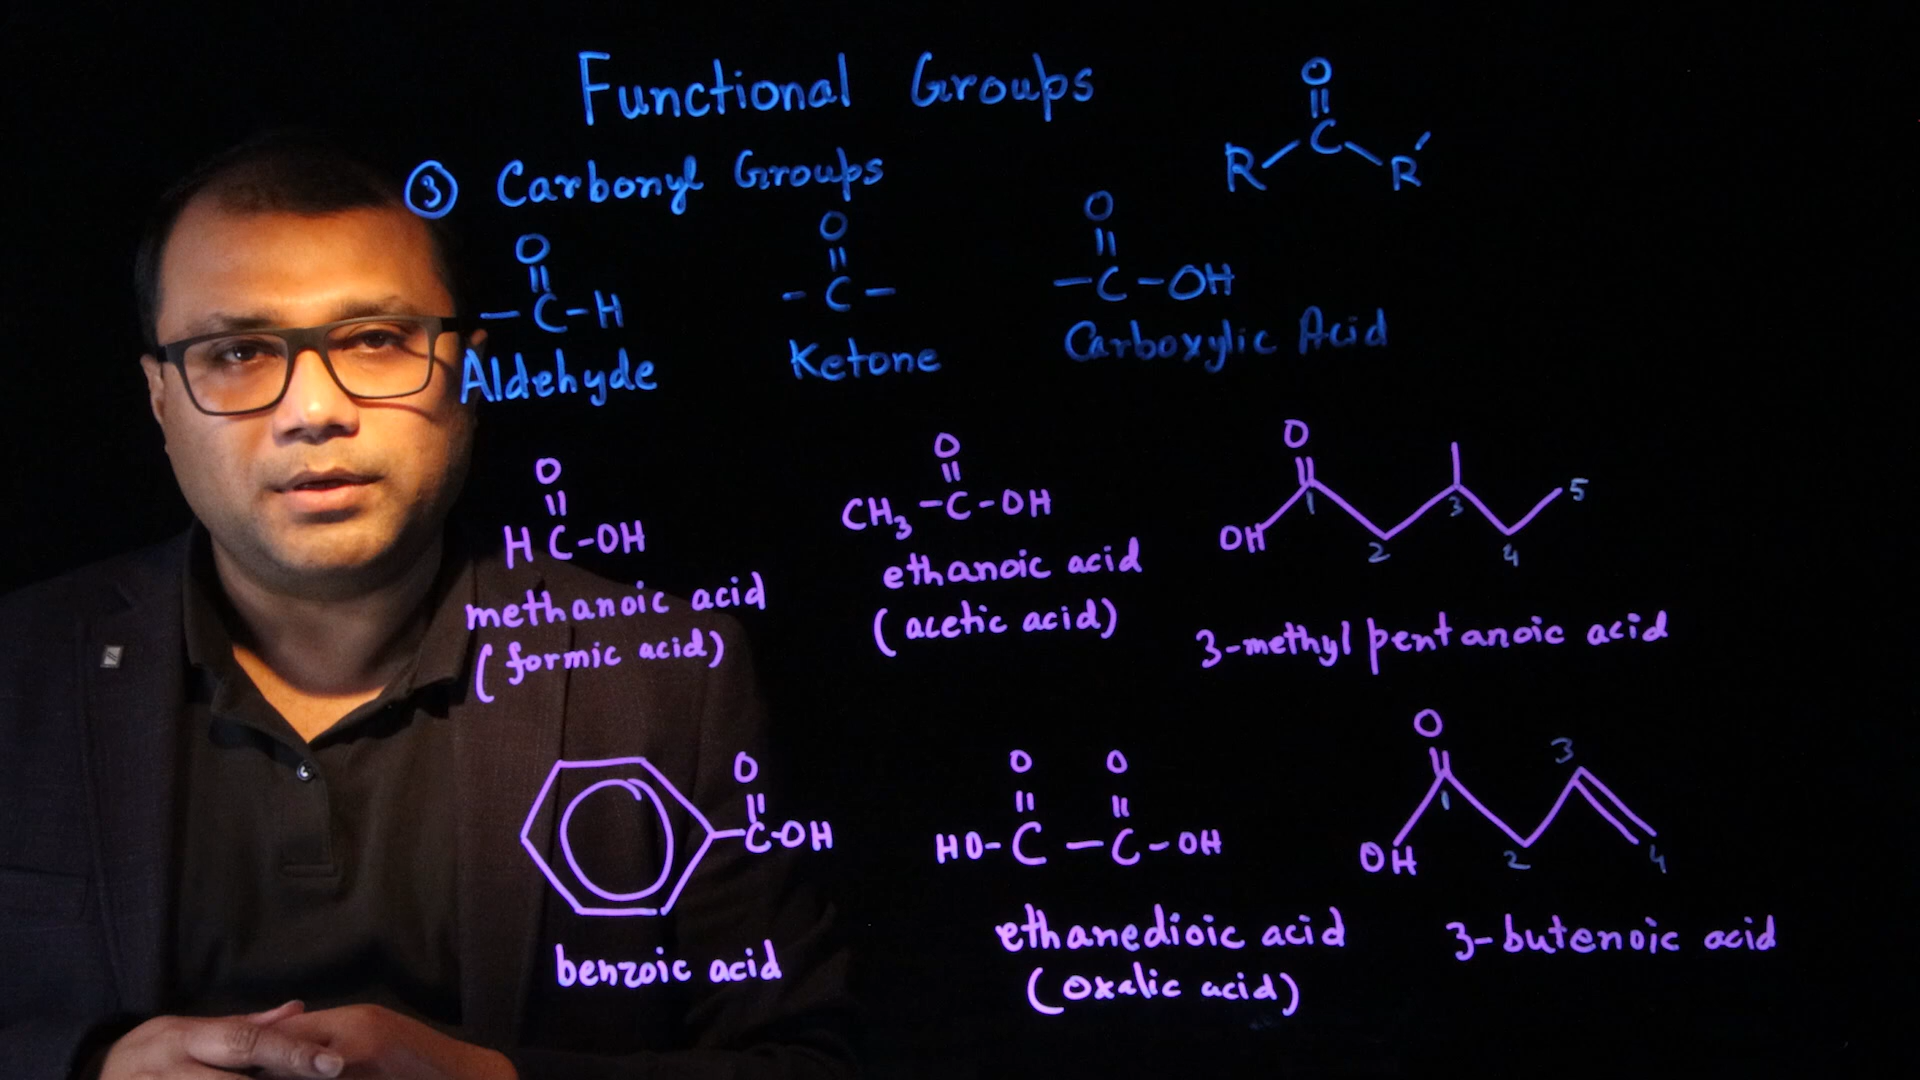 Functional Groups
③ Carbonyl Groups
O
C
R R′
O
C-H
Aldehyde
O
C
Ketone
O
C-OH
Carboxylic Acid
O
H C-OH
methanoic acid
(formic acid)
O
CH₃-C-OH
ethanoic acid
(acetic acid)
O
OH 1 2 3 4 5
3-methyl pentanoic acid
O
C-OH
benzoic acid
O O
HO-C-C-OH
ethanedioic acid
(oxalic acid)
O
OH 1 2 3 4
3-butenoic acid